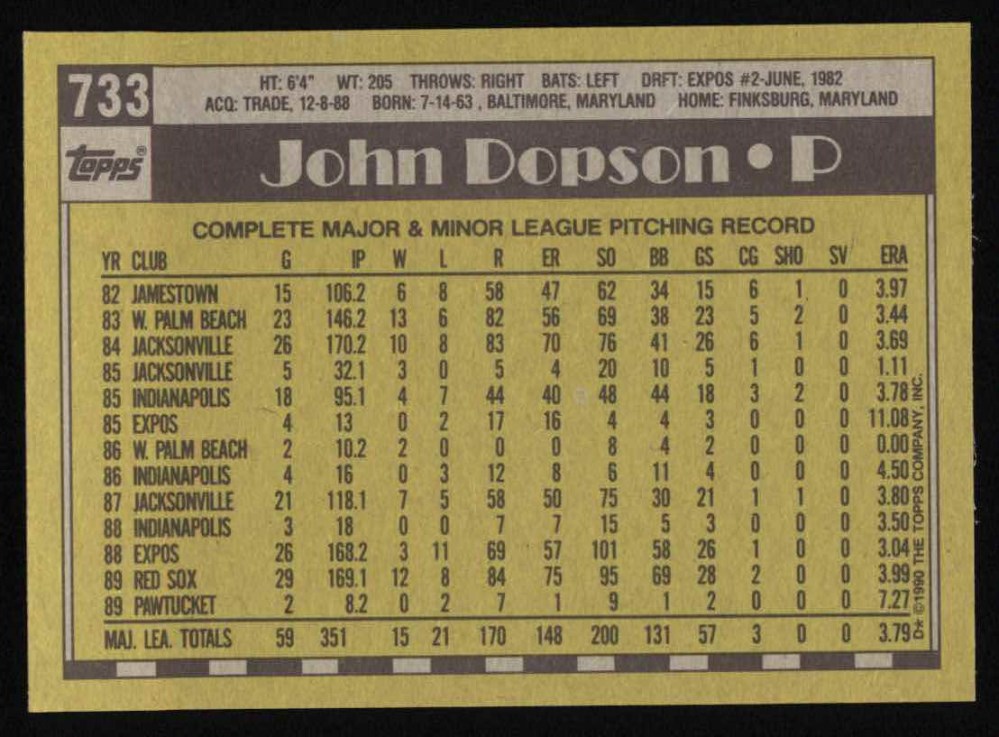 733
HT: 6'4" WT: 205 THROWS: RIGHT BATS: LEFT DRFT: EXPOS #2-JUNE, 1982
ACQ: TRADE, 12-8-88 BORN: 7-14-63 , BALTIMORE, MARYLAND HOME: FINKSBURG, MARYLAND
topps®
John Dopson • P
COMPLETE MAJOR & MINOR LEAGUE PITCHING RECORD
YR CLUB G IP W L R ER SO BB GS CG SHO SV ERA
82 JAMESTOWN 15 106.2 6 8 58 47 62 34 15 6 1 0 3.97
83 W. PALM BEACH 23 146.2 13 6 82 56 69 38 23 5 2 0 3.44
84 JACKSONVILLE 26 170.2 10 8 83 70 76 41 26 6 1 0 3.69
85 JACKSONVILLE 5 32.1 3 0 5 4 20 10 5 1 0 0 1.11
85 INDIANAPOLIS 18 95.1 4 7 44 40 48 44 18 3 2 0 3.78
85 EXPOS 4 13 0 2 17 16 4 4 3 0 0 0 11.08
86 W. PALM BEACH 2 10.2 2 0 0 0 8 4 2 0 0 0 0.00
86 INDIANAPOLIS 4 16 0 3 12 8 6 11 4 0 0 0 4.50
87 JACKSONVILLE 21 118.1 7 5 58 50 75 30 21 1 1 0 3.80
88 INDIANAPOLIS 3 18 0 0 7 7 15 5 3 0 0 0 3.50
88 EXPOS 26 168.2 3 11 69 57 101 58 26 1 0 0 3.04
89 RED SOX 29 169.1 12 8 84 75 95 69 28 2 0 0 3.99
89 PAWTUCKET 2 8.2 0 2 7 1 9 1 2 0 0 0 7.27
MAJ. LEA. TOTALS 59 351 15 21 170 148 200 131 57 3 0 0 3.79
D* ©1990 THE TOPPS COMPANY, INC.